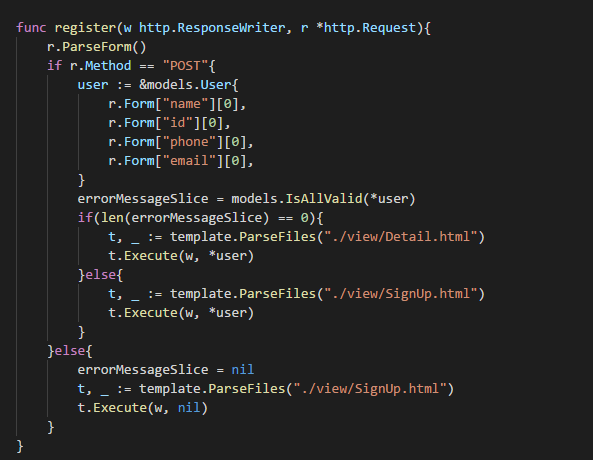 func register(w http.ResponseWriter, r *http.Request){
    r.ParseForm()
    if r.Method == "POST"{
        user := &models.User{
            r.Form["name"][0],
            r.Form["id"][0],
            r.Form["phone"][0],
            r.Form["email"][0],
        }
        errorMessageSlice = models.IsAllValid(*user)
        if(len(errorMessageSlice) == 0){
            t, _ := template.ParseFiles("./view/Detail.html")
            t.Execute(w, *user)
        }else{
            t, _ := template.ParseFiles("./view/SignUp.html")
            t.Execute(w, *user)
        }
    }else{
        errorMessageSlice = nil
        t, _ := template.ParseFiles("./view/SignUp.html")
        t.Execute(w, nil)
    }
}